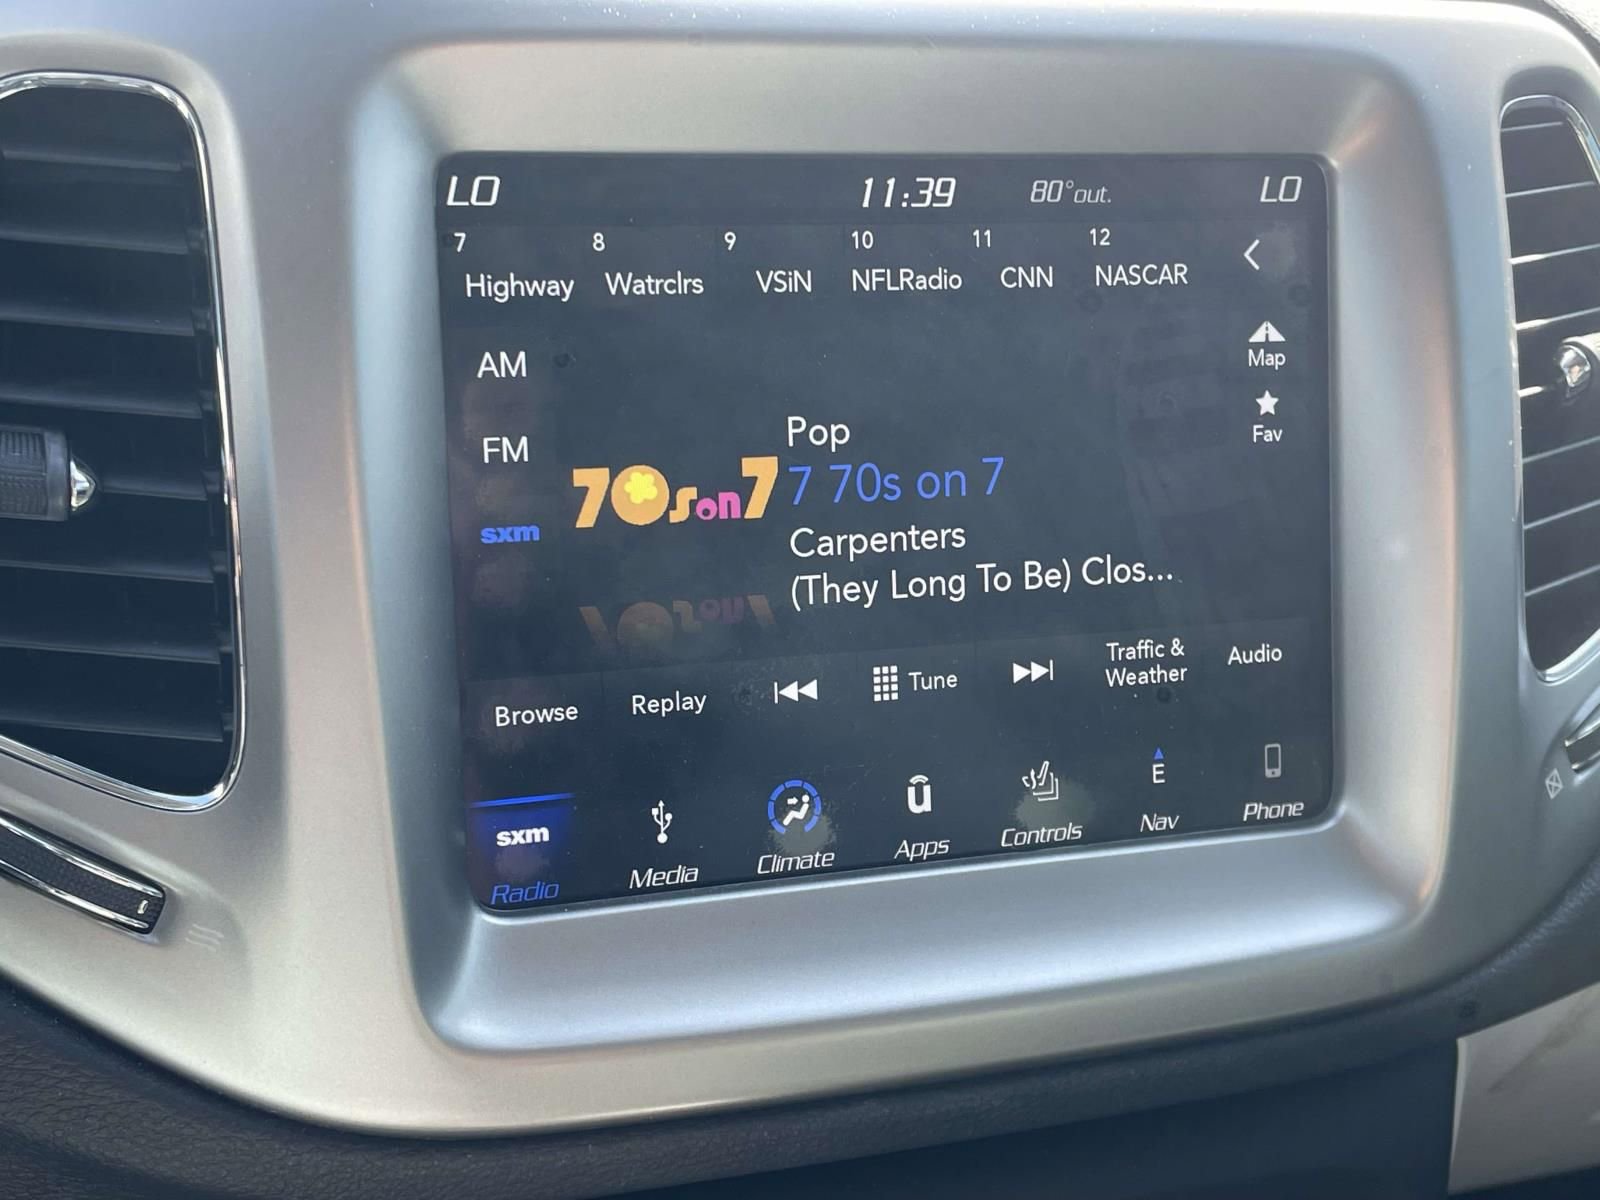 LO 11:39 80°out. LO
7 8 9 10 11 12
Highway Watrclrs VSiN NFLRadio CNN NASCAR
AM
Map
FM
Fav
sxm
70s on 7
Pop
7 70s on 7
Carpenters
(They Long To Be) Clos...
Browse Replay Tune Traffic & Weather Audio
sxm
Radio Media Climate
u
Apps Controls
E
Nav Phone